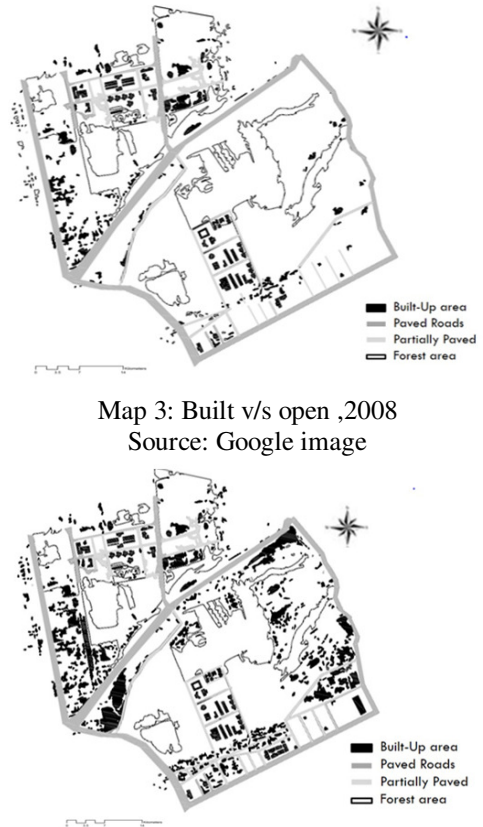 Built-Up area
Paved Roads
Partially Paved
Forest area
Map 3: Built v/s open ,2008
Source: Google image
Built-Up area
Paved Roads
Partially Paved
Forest area